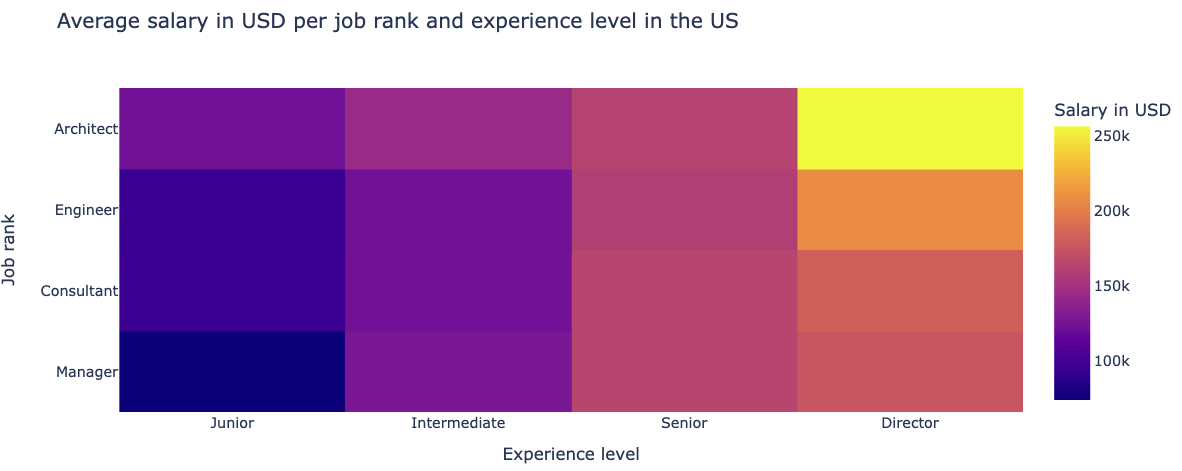 Average salary in USD per job rank and experience level in the US
Salary in USD
250k
200k
150k
100k
Job rank
Architect
Engineer
Consultant
Manager
Junior
Intermediate
Senior
Director
Experience level